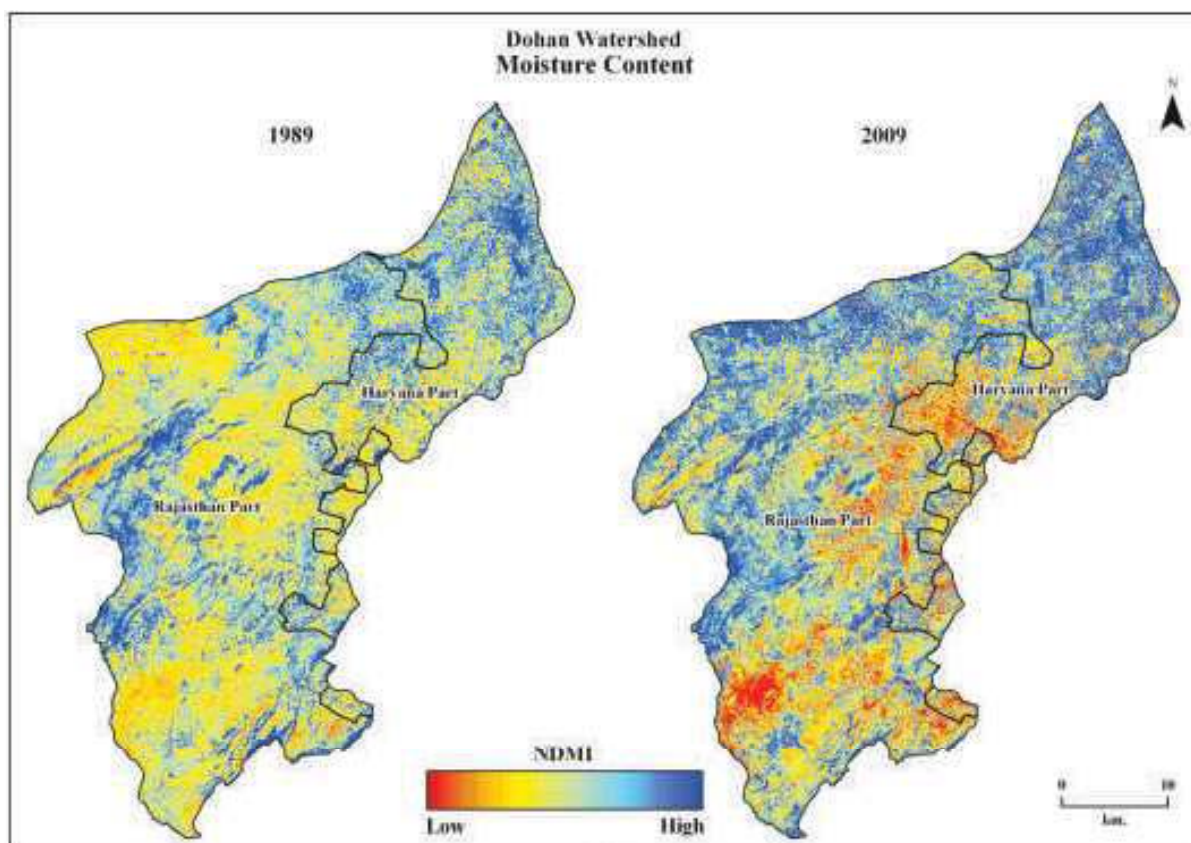 Dohan Watershed
Moisture Content
N
1989
2009
Haryana Part
Rajasthan Part
Haryana Part
Rajasthan Part
NDMI
Low
High
0
10
km.